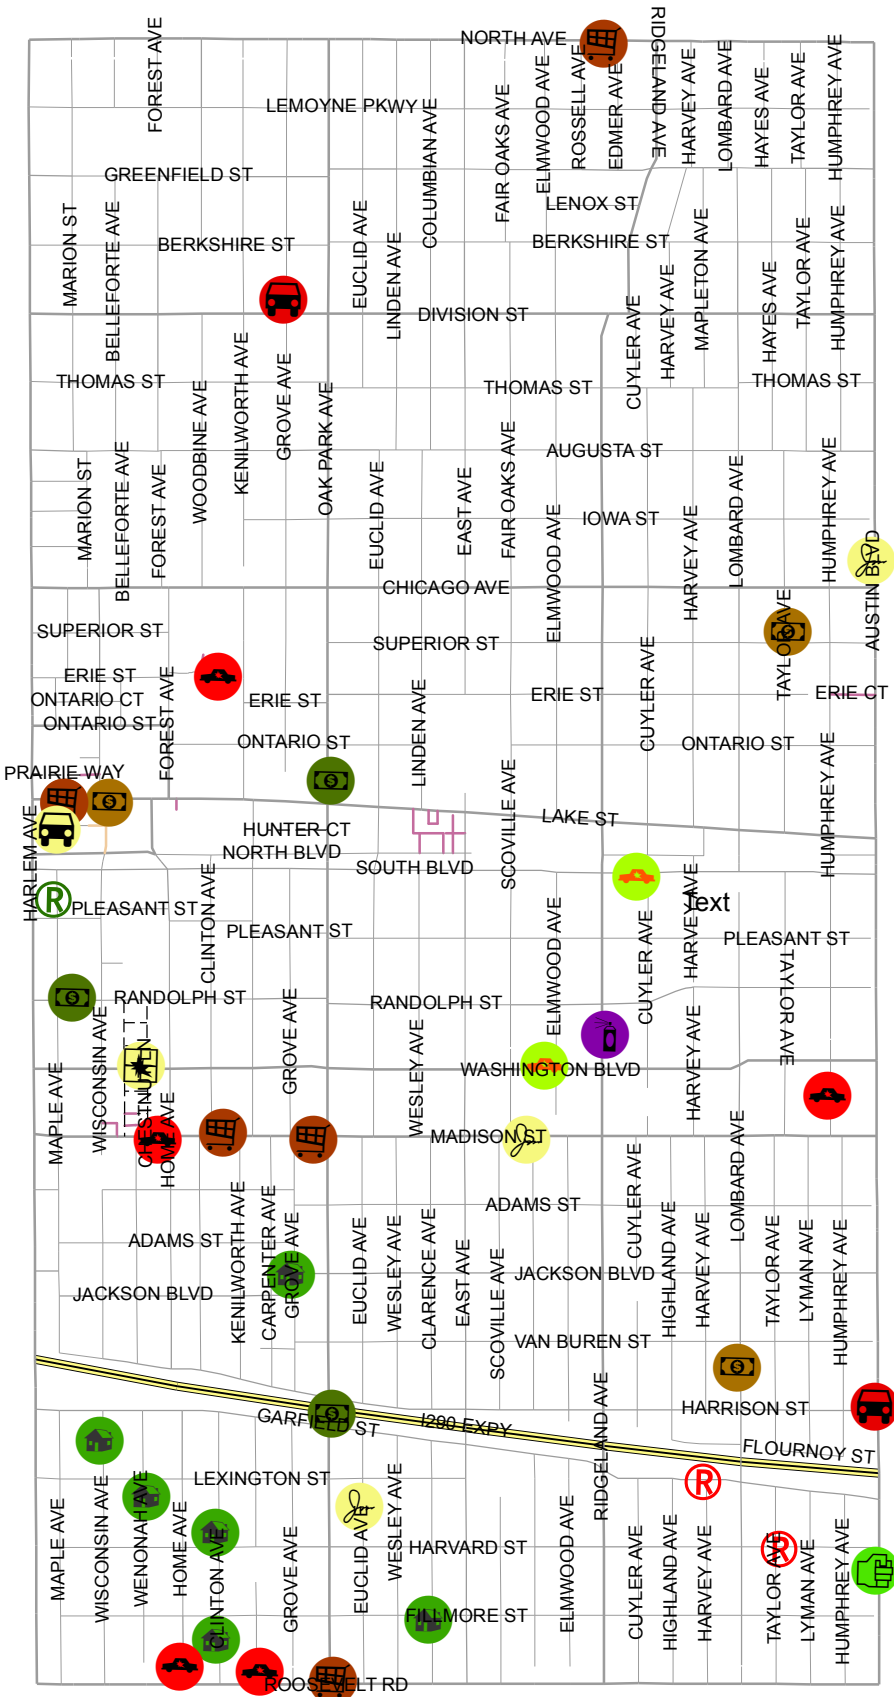 NORTH AVE
FOREST AVE
RIDGELAND AVE
ROSSELL AVE
EDMER AVE
ELMWOOD AVE
HARVEY AVE
LOMBARD AVE
HAYES AVE
TAYLOR AVE
HUMPHREY AVE
LEMOYNE PKWY
COLUMBIAN AVE
FAIR OAKS AVE
GREENFIELD ST
LENOX ST
MARION ST
BELLEFORTE AVE
BERKSHIRE ST
EUCLID AVE
LINDEN AVE
BERKSHIRE ST
MAPLETON AVE
HARVEY AVE
CUYLER AVE
HAYES AVE
TAYLOR AVE
HUMPHREY AVE
DIVISION ST
THOMAS ST
WOODBINE AVE
KENILWORTH AVE
GROVE AVE
OAK PARK AVE
THOMAS ST
THOMAS ST
AUGUSTA ST
MARION ST
BELLEFORTE AVE
FOREST AVE
EUCLID AVE
EAST AVE
FAIR OAKS AVE
ELMWOOD AVE
IOWA ST
HARVEY AVE
LOMBARD AVE
HUMPHREY AVE
AUSTIN BLVD
CHICAGO AVE
SUPERIOR ST
SUPERIOR ST
TAYLOR AVE
CUYLER AVE
ERIE ST
ONTARIO CT
ONTARIO ST
FOREST AVE
ERIE ST
ERIE ST
ERIE CT
LINDEN AVE
ONTARIO ST
ONTARIO ST
PRAIRIE WAY
HARLEM AVE
HUNTER CT
NORTH BLVD
LAKE ST
SCOVILLE AVE
HUMPHREY AVE
SOUTH BLVD
R
PLEASANT ST
CLINTON AVE
PLEASANT ST
ELMWOOD AVE
CUYLER AVE
HARVEY AVE
Text
PLEASANT ST
TAYLOR AVE
RANDOLPH ST
RANDOLPH ST
GROVE AVE
WISCONSIN AVE
MAPLE AVE
CHESTNUT LN
HOME AVE
WESLEY AVE
WASHINGTON BLVD
HARVEY AVE
MADISON ST
LOMBARD AVE
CUYLER AVE
ADAMS ST
ADAMS ST
KENILWORTH AVE
CARPENTER AVE
GROVE AVE
EUCLID AVE
WESLEY AVE
CLARENCE AVE
EAST AVE
SCOVILLE AVE
HIGHLAND AVE
HARVEY AVE
TAYLOR AVE
LYMAN AVE
HUMPHREY AVE
JACKSON BLVD
JACKSON BLVD
VAN BUREN ST
RIDGELAND AVE
HARRISON ST
GARFIELD ST
I290 EXPY
FLOURNOY ST
LEXINGTON ST
R
MAPLE AVE
WISCONSIN AVE
WENONAH AVE
HOME AVE
CLINTON AVE
GROVE AVE
EUCLID AVE
WESLEY AVE
HARVARD ST
ELMWOOD AVE
CUYLER AVE
HIGHLAND AVE
HARVEY AVE
R
TAYLOR AVE
LYMAN AVE
HUMPHREY AVE
FILLMORE ST
ROOSEVELT RD